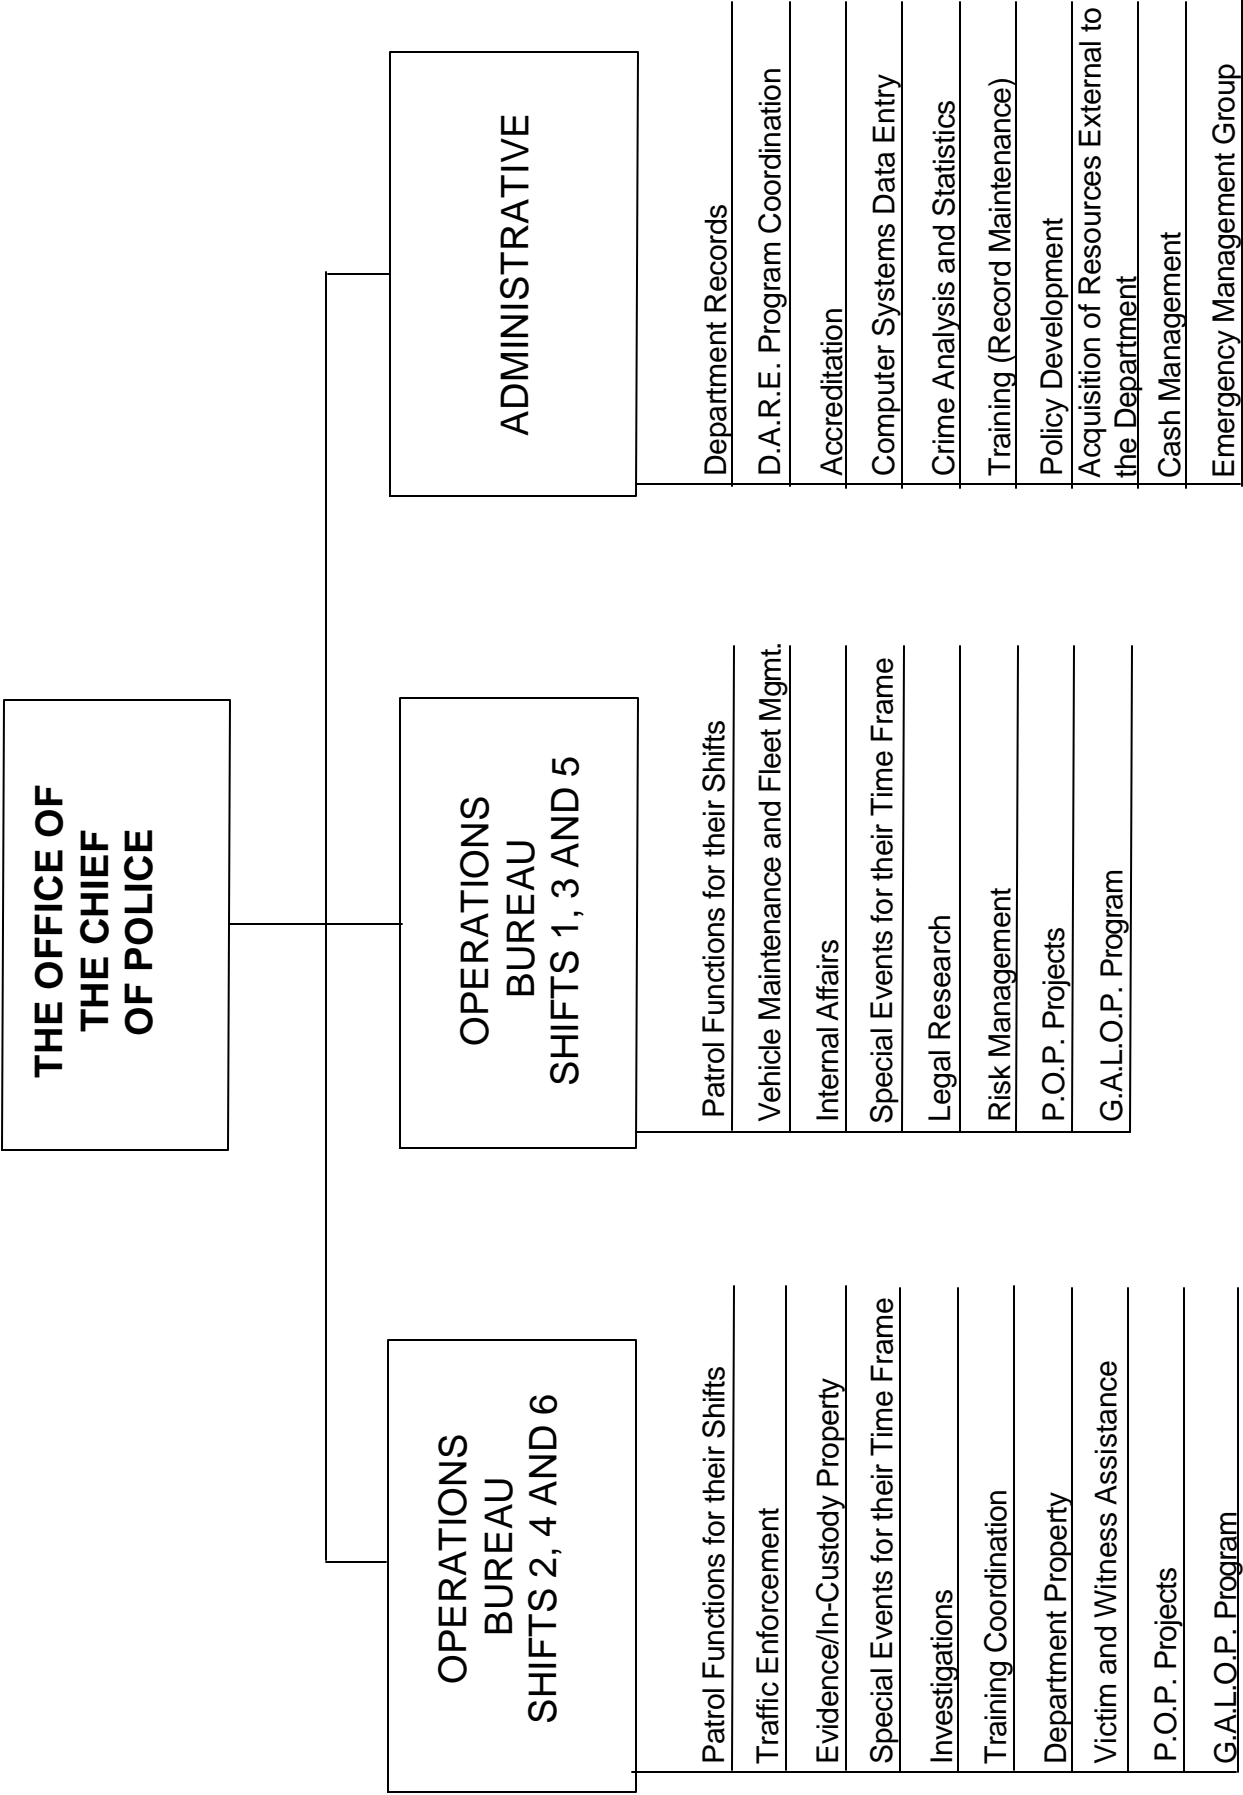 THE OFFICE OF
THE CHIEF
OF POLICE
OPERATIONS
BUREAU
SHIFTS 2, 4 AND 6
Patrol Functions for their Shifts
Traffic Enforcement
Evidence/In-Custody Property
Special Events for their Time Frame
Investigations
Training Coordination
Department Property
Victim and Witness Assistance
P.O.P. Projects
G.A.L.O.P. Program
OPERATIONS
BUREAU
SHIFTS 1, 3 AND 5
Patrol Functions for their Shifts
Vehicle Maintenance and Fleet Mgmt.
Internal Affairs
Special Events for their Time Frame
Legal Research
Risk Management
P.O.P. Projects
G.A.L.O.P. Program
ADMINISTRATIVE
Department Records
D.A.R.E. Program Coordination
Accreditation
Computer Systems Data Entry
Crime Analysis and Statistics
Training (Record Maintenance)
Policy Development
Acquisition of Resources External to
the Department
Cash Management
Emergency Management Group